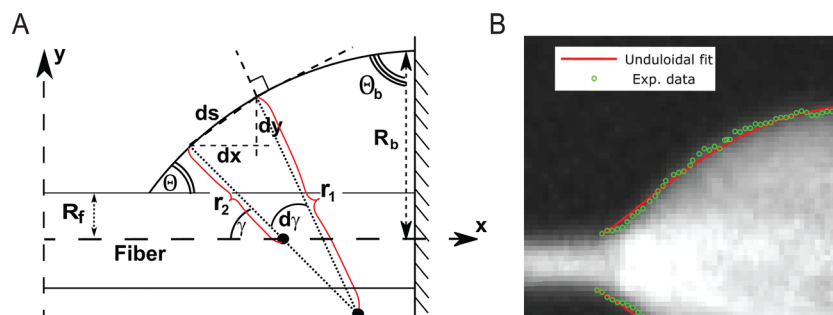 A
y
ds
dy
dx
Θ
Θb
Rb
r1
r2
dγ
γ
Rf
x
Fiber
B
Unduloidal fit
Exp. data